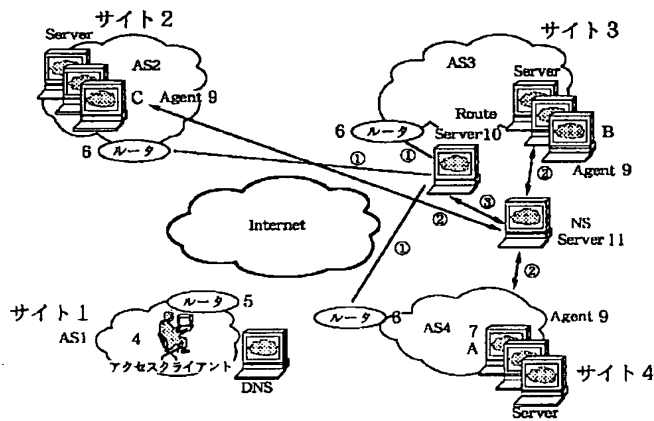 サイト2
Server
AS2
C
Agent 9
6
ルータ
サイト3
AS3
Server
Route
Server10
6
ルータ
B
Agent 9
①
①
②
③
②
①
②
NS
Server 11
Internet
サイト1
AS1
ルータ
5
4
アクセスクライアント
DNS
ルータ
6
AS4
7
A
Agent 9
サイト4
Server